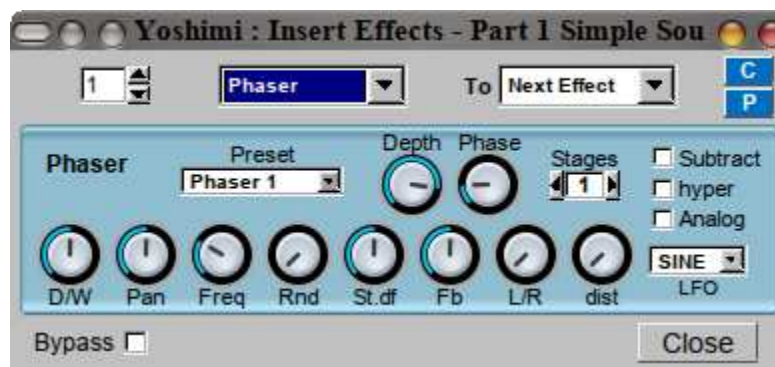 Yoshimi : Insert Effects - Part 1 Simple Sou
1 Phaser To Next Effect C
P
Phaser Preset Depth Phase Stages Subtract
Phaser 1 1 hyper
Analog
D/W Pan Freq Rnd St.df Fb L/R dist SINE
LFO
Bypass Close